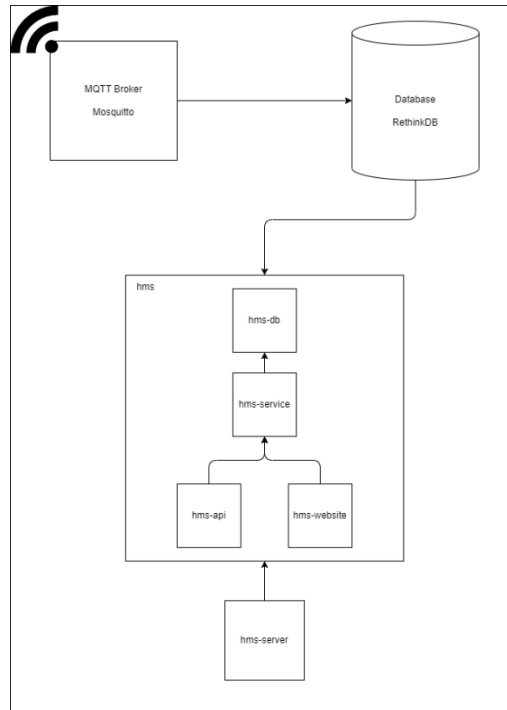 MQTT Broker
Mosquitto
Database
RethinkDB
hms
hms-db
hms-service
hms-api
hms-website
hms-server